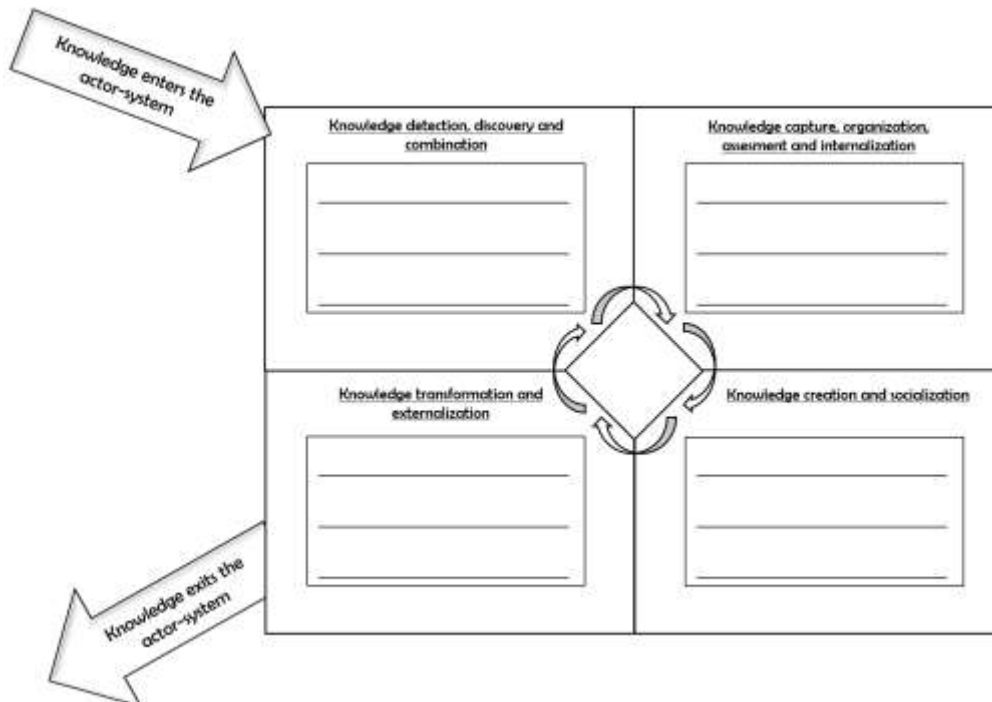 Knowledge enters the
actor-system
Knowledge detection, discovery and
combination
Knowledge capture, organization,
assesment and internalization
Knowledge transformation and
externalization
Knowledge creation and socialization
Knowledge exits the
actor-system